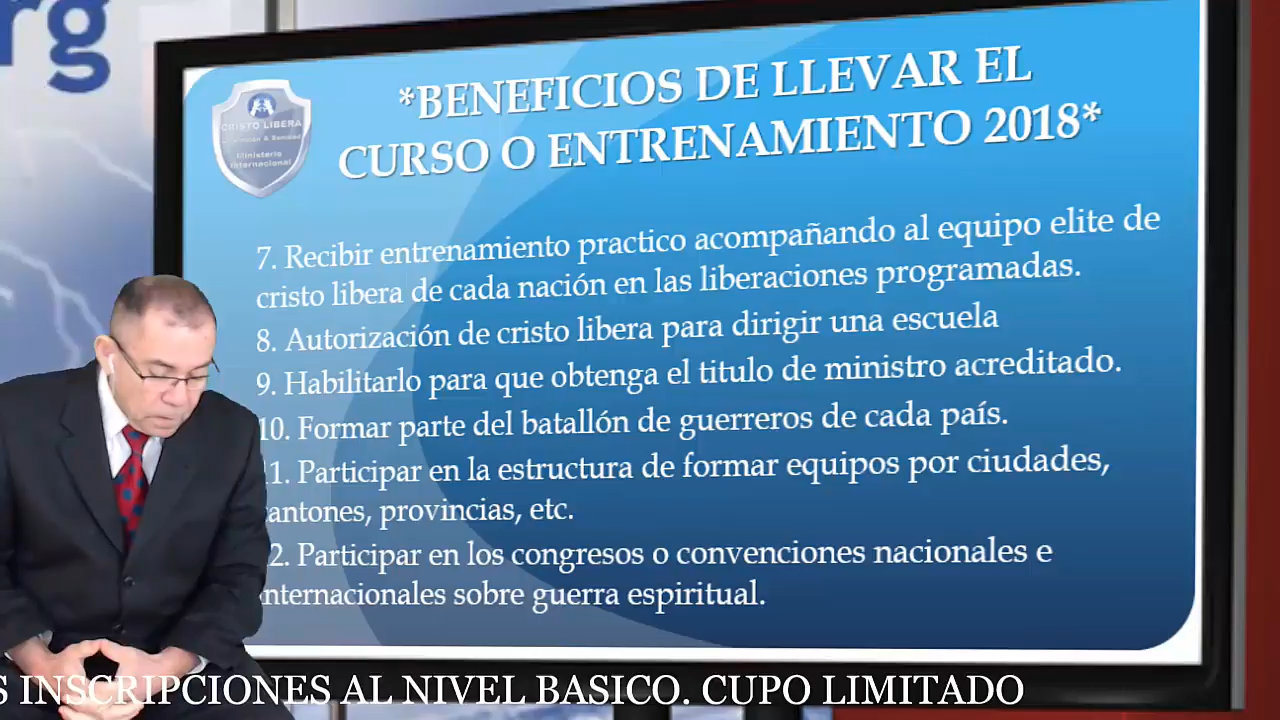 rg
*BENEFICIOS DE LLEVAR EL
CURSO O ENTRENAMIENTO 2018*
CRISTO LIBERA
Ministerio
Internacional
7. Recibir entrenamiento practico acompañando al equipo elite de
cristo libera de cada nación en las liberaciones programadas.
8. Autorización de cristo libera para dirigir una escuela
9. Habilitarlo para que obtenga el titulo de ministro acreditado.
10. Formar parte del batallón de guerreros de cada país.
11. Participar en la estructura de formar equipos por ciudades,
cantones, provincias, etc.
12. Participar en los congresos o convenciones nacionales e
internacionales sobre guerra espiritual.
S INSCRIPCIONES AL NIVEL BASICO. CUPO LIMITADO